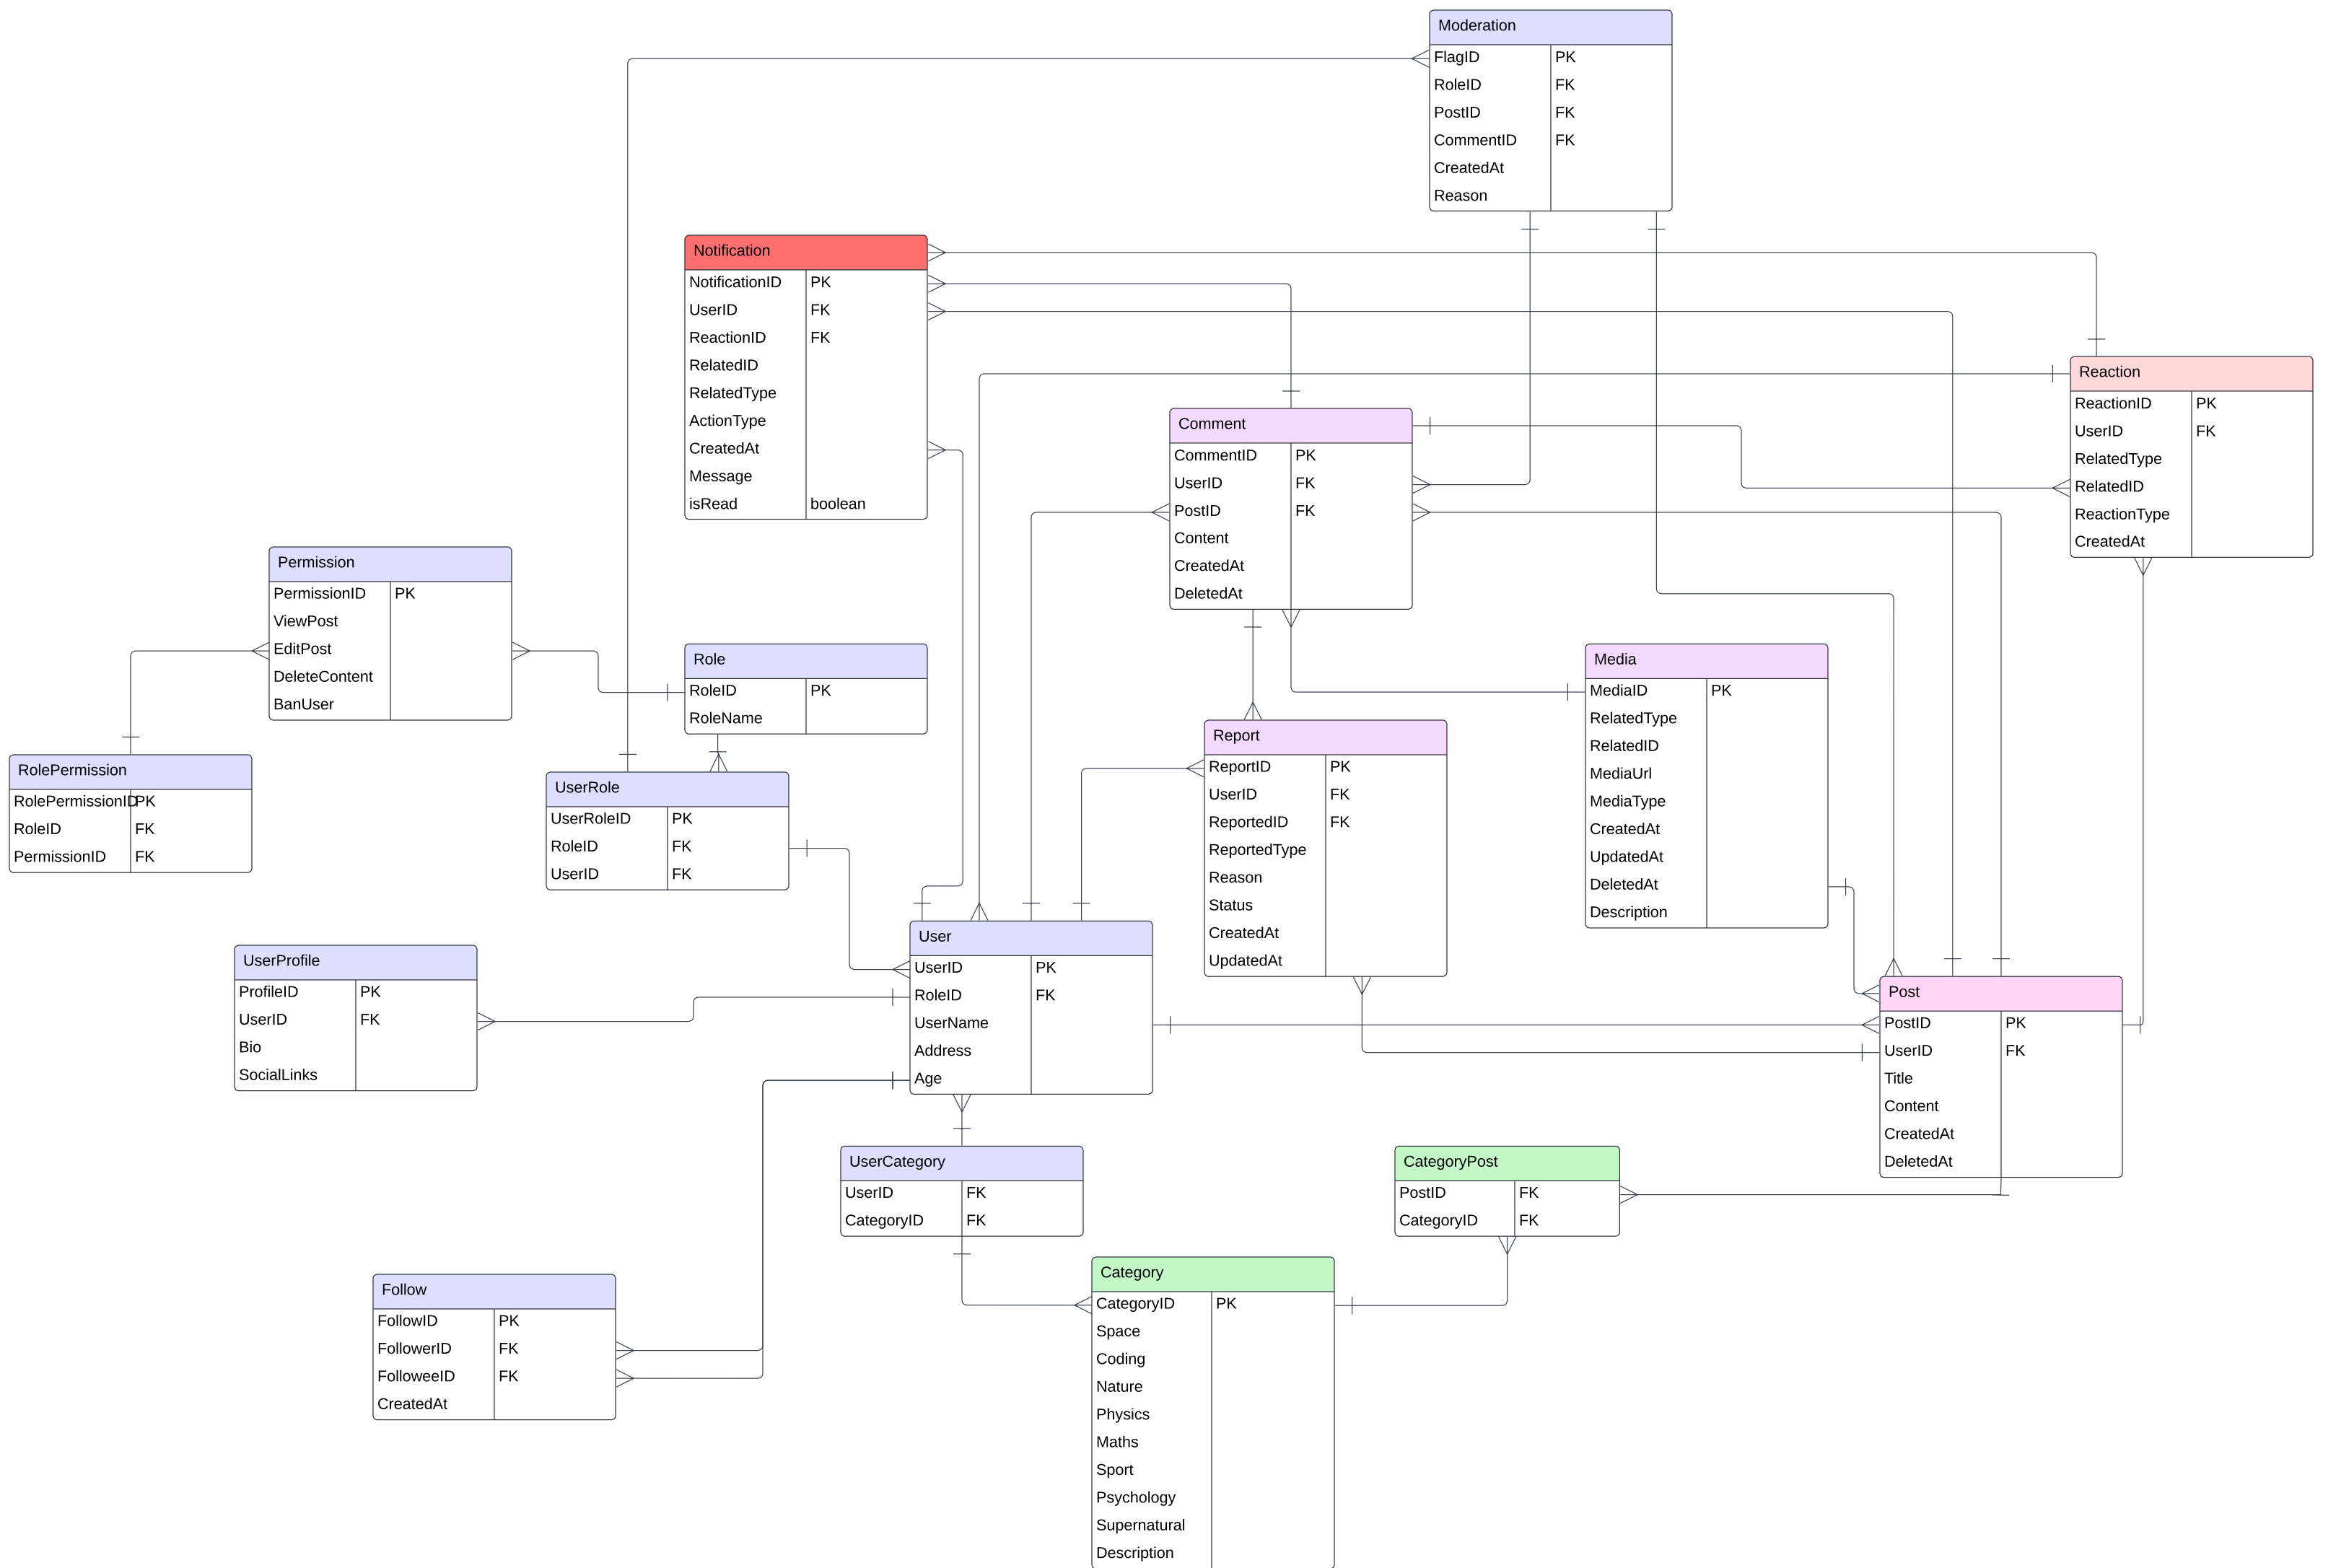 Moderation
FlagID PK
RoleID FK
PostID FK
CommentID FK
CreatedAt
Reason
Notification
NotificationID PK
UserID FK
ReactionID FK
RelatedID
RelatedType
ActionType
CreatedAt
Message
isRead boolean
Reaction
ReactionID PK
UserID FK
RelatedType
RelatedID
ReactionType
CreatedAt
Comment
CommentID PK
UserID FK
PostID FK
Content
CreatedAt
DeletedAt
Permission
PermissionID PK
ViewPost
EditPost
DeleteContent
BanUser
Role
RoleID PK
RoleName
Media
MediaID PK
RelatedType
RelatedID
MediaUrl
MediaType
CreatedAt
UpdatedAt
DeletedAt
Description
Report
ReportID PK
UserID FK
ReportedID FK
ReportedType
Reason
Status
CreatedAt
UpdatedAt
RolePermission
RolePermissionID PK
RoleID FK
PermissionID FK
UserRole
UserRoleID PK
RoleID FK
UserID FK
User
UserID PK
RoleID FK
UserName
Address
Age
UserProfile
ProfileID PK
UserID FK
Bio
SocialLinks
Post
PostID PK
UserID FK
Title
Content
CreatedAt
DeletedAt
UserCategory
UserID FK
CategoryID FK
CategoryPost
PostID FK
CategoryID FK
Category
CategoryID PK
Space
Coding
Nature
Physics
Maths
Sport
Psychology
Supernatural
Description
Follow
FollowID PK
FollowerID FK
FolloweeID FK
CreatedAt